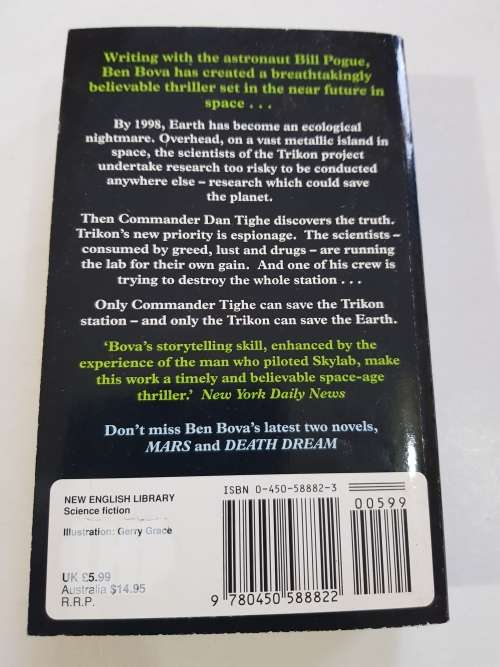 Writing with the astronaut Bill Pogue,
Ben Bova has created a breathtakingly
believable thriller set in the near future in
space . . .
By 1998, Earth has become an ecological
nightmare. Overhead, on a vast metallic island in
space, the scientists of the Trikon project
undertake research too risky to be conducted
anywhere else – research which could save
the planet.
Then Commander Dan Tighe discovers the truth.
Trikon's new priority is espionage. The scientists –
consumed by greed, lust and drugs – are running
the lab for their own gain. And one of his crew is
trying to destroy the whole station . . .
Only Commander Tighe can save the Trikon
station – and only the Trikon can save the Earth.
‘Bova's storytelling skill, enhanced by the
experience of the man who piloted Skylab, make
this work a timely and believable space-age
thriller.’ New York Daily News
Don't miss Ben Bova's latest two novels,
MARS and DEATH DREAM
NEW ENGLISH LIBRARY
Science fiction
Illustration: Gerry Grace
UK £5.99
Australia $14.95
R.R.P.
ISBN 0-450-58882-3
00599
9 780450 588822